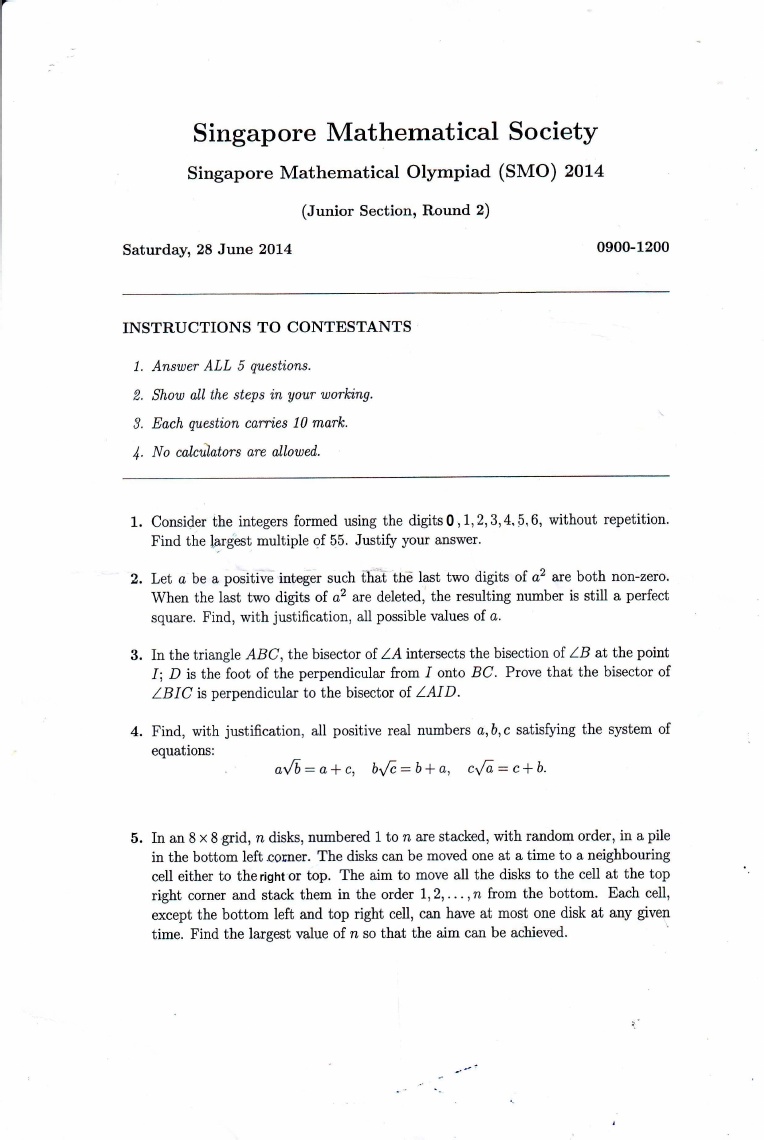 Singapore Mathematical Society
Singapore Mathematical Olympiad (SMO) 2014
(Junior Section, Round 2)
Saturday, 28 June 2014 0900-1200
INSTRUCTIONS TO CONTESTANTS
1. Answer ALL 5 questions.
2. Show all the steps in your working.
3. Each question carries 10 mark.
4. No calculators are allowed.
1. Consider the integers formed using the digits 0, 1, 2, 3, 4, 5, 6, without repetition.
Find the largest multiple of 55. Justify your answer.
2. Let a be a positive integer such that the last two digits of a² are both non-zero.
When the last two digits of a² are deleted, the resulting number is still a perfect
square. Find, with justification, all possible values of a.
3. In the triangle ABC, the bisector of ∠A intersects the bisection of ∠B at the point
I; D is the foot of the perpendicular from I onto BC. Prove that the bisector of
∠BIC is perpendicular to the bisector of ∠AID.
4. Find, with justification, all positive real numbers a, b, c satisfying the system of
equations:
a√b = a + c, b√c = b + a, c√a = c + b.
5. In an 8 × 8 grid, n disks, numbered 1 to n are stacked, with random order, in a pile
in the bottom left corner. The disks can be moved one at a time to a neighbouring
cell either to the right or top. The aim to move all the disks to the cell at the top
right corner and stack them in the order 1, 2, . . . , n from the bottom. Each cell,
except the bottom left and top right cell, can have at most one disk at any given
time. Find the largest value of n so that the aim can be achieved.